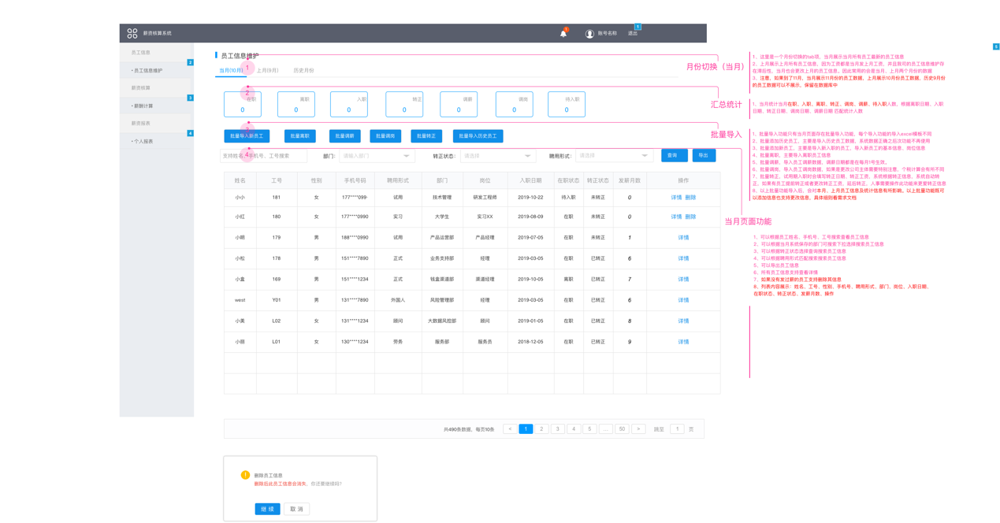 薪资核算系统
1
账号名称
退出
1
员工信息
2
• 员工信息维护
薪资核算
3
• 薪酬计算
薪资报表
4
• 个人报表
5
员工信息维护
当月(10月)
上月(9月)
历史月份
1
2
在职
0
离职
0
入职
0
转正
0
调薪
0
调岗
0
待入职
0
3
批量导入新员工
批量离职
批量调薪
批量调岗
批量转正
批量导入历史员工
4
支持姓名、手机号、工号搜索
部门：
请输入部门
转正状态：
请选择
聘用形式：
请选择
查询
导出
姓名 工号 性别 手机号码 聘用形式 部门 岗位 入职日期 在职状态 转正状态 发薪月数 操作
小小 181 女 177****099· 试用 技术管理 研发工程师 2019-10-22 待入职 未转正 0 详情 删除
小红 180 女 177****0990 实习 大学生 实习XX 2019-08-09 在职 未转正 0 详情 删除
小明 179 男 188****0990 试用 产品运营部 产品经理 2019-07-05 在职 未转正 1 详情
小松 178 男 151****7890 正式 业务支持部 经理 2019-03-05 在职 已转正 6 详情
小盒 169 男 151****1234 正式 钱盒渠道部 渠道经理 2019-10-05 离职 已转正 7 详情
west Y01 男 131****7890 外国人 风险管理部 经理 2019-03-05 在职 已转正 6 详情
小美 L02 女 131****1234 顾问 大数据风控部 顾问 2019-01-05 在职 已转正 8 详情
小丽 L01 女 130****1234 劳务 服务部 服务员 2018-12-05 在职 已转正 9 详情
共490条数据，每页10条
< 1 2 3 4 5 ... 50 > 跳至 1 页
!
删除员工信息
删除后此员工信息会消失，你还要继续吗？
继 续
取 消
月份切换（当月）
1、这里是一个月份切换的tab项，当月展示当月所有员工最新的员工信息
2、上月展示上月所有员工信息，因为工资都是当月发上月工资，并且我司的员工信息维护存
在滞后性，当月也会更改上月的员工信息。因此常用的会是当月、上月两个月份的数据
3、注意，如果到了11月，当月展示11月份的员工数据，上月展示10月份员工数据，历史9月份
的员工数据可以不展示，保留在数据库中
汇总统计
1、当月统计当月在职、入职、离职、转正、调岗、调薪、待入职人数，根据离职日期、入职
日期、转正日期、调岗日期、调薪日期 匹配统计人数
批量导入
1、批量导入功能只有当月页面存在批量导入功能，每个导入功能的导入excel模板不同
2、批量添加历史员工，主要是导入历史员工数据，系统数据正确之后次功能不再使用
3、批量添加新员工，主要是导入新入职的员工，导入新员工的基本信息，岗位信息
4、批量离职，主要导入离职员工信息
5、批量调薪，导入员工调薪数据，调薪日期都是在每月1号生效。
6、批量调岗，导入员工调岗数据，如果是更改公司主体需要特别注意，个税计算会有所不同
7、批量转正，试用期入职时会填写转正日期，转正工资，系统根据转正信息，系统自动转
正，如果有员工提前转正或者更改转正工资，延后转正，人事需要操作此功能来更要转正信息
8、以上批量功能导入后，会对本月、上月员工信息及统计信息有所影响，以上批量功能既可
以添加信息也支持更改信息，具体细则看需求文档
当月页面功能
1、可以根据员工姓名、手机号、工号搜索查看员工信息
2、可以根据当月系统保存的部门可搜索下拉选择搜索员工信息
3、可以根据转正状态选择查询搜索员工信息
4、可以根据聘用形式匹配搜索搜索员工信息
5、可以导出员工信息
6、所有员工信息支持查看详情
7、如果没有发过薪的员工支持删除其信息
8、列表内容展示：姓名、工号、性别、手机号、聘用形式、部门、岗位、入职日期、
在职状态、转正状态、发薪月数、操作